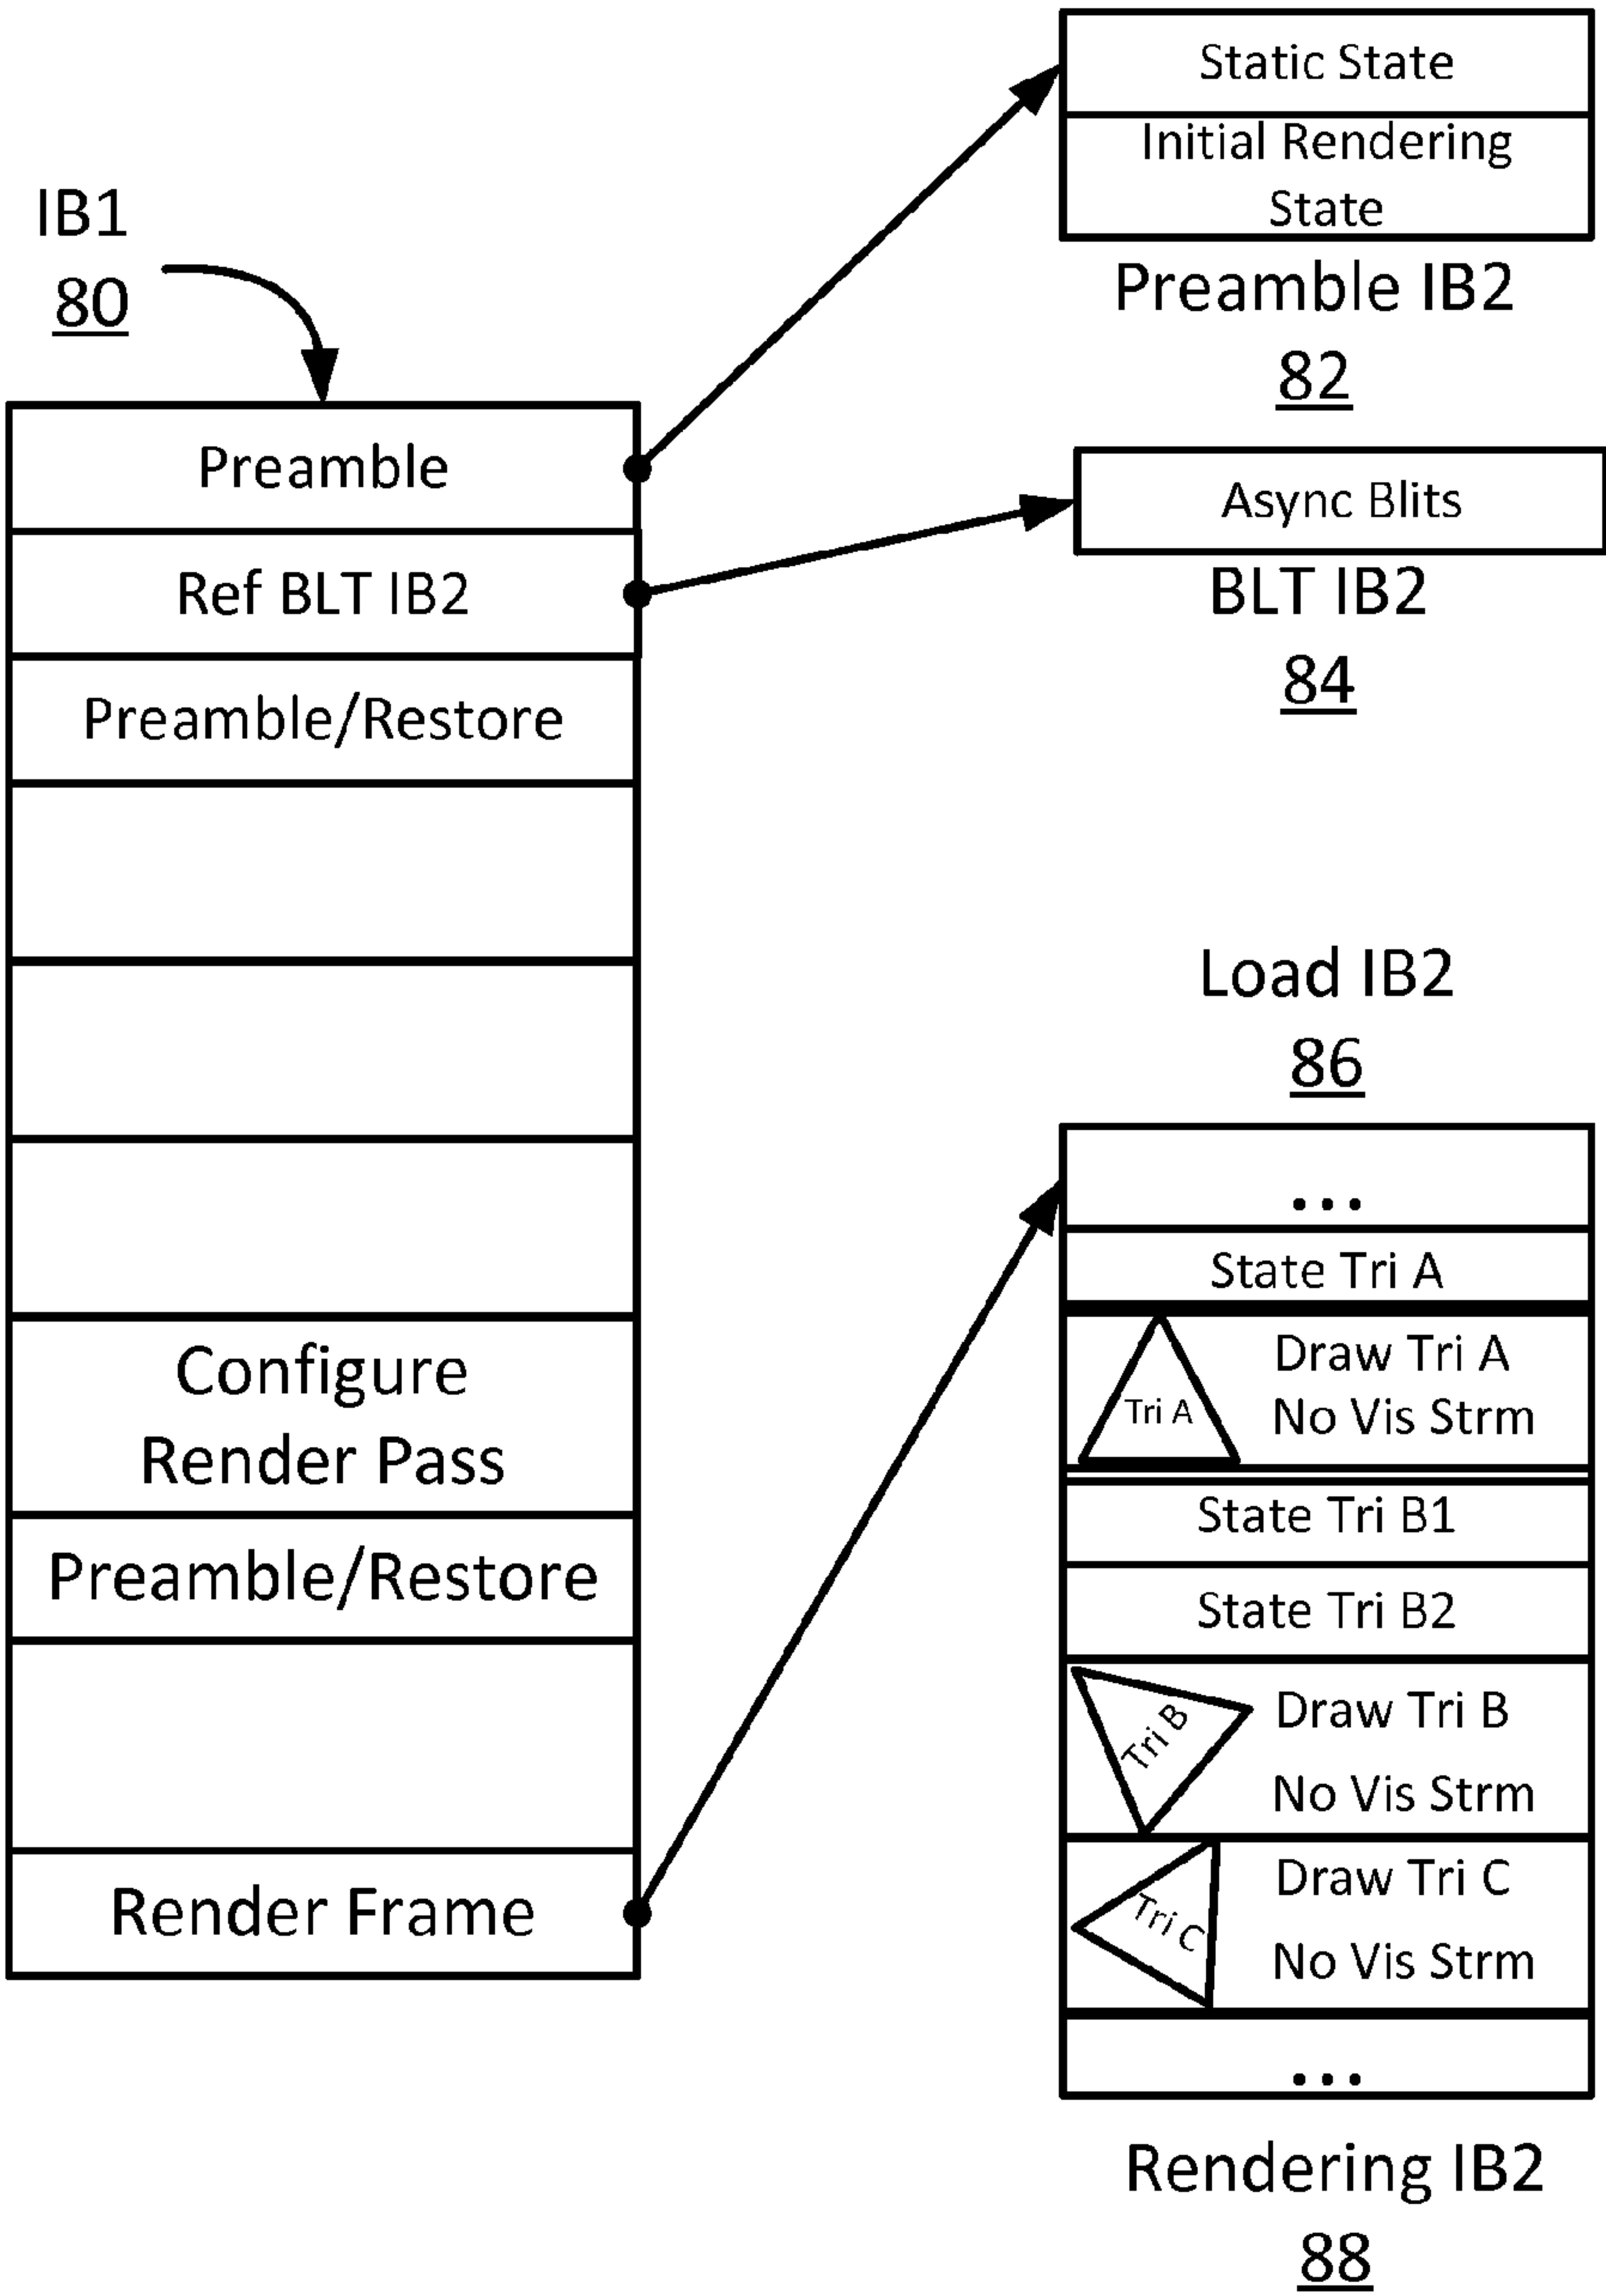 IB1
80
Preamble
Ref BLT IB2
Preamble/Restore
Configure
Render Pass
Preamble/Restore
Render Frame
Static State
Initial Rendering
State
Preamble IB2
82
Async Blits
BLT IB2
84
Load IB2
86
...
State Tri A
Tri A
Draw Tri A
No Vis Strm
State Tri B1
State Tri B2
Tri B
Draw Tri B
No Vis Strm
Tri C
Draw Tri C
No Vis Strm
...
Rendering IB2
88